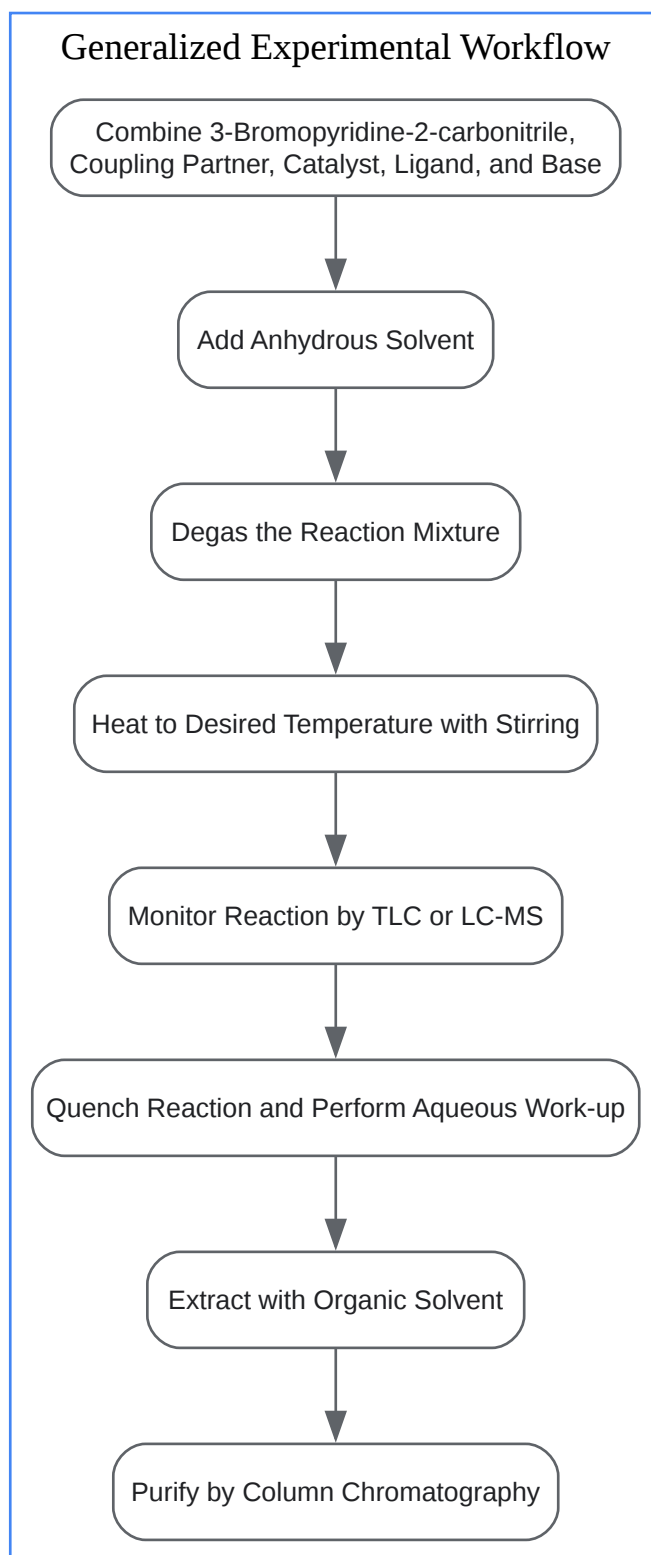 Generalized Experimental Workflow
Combine 3-Bromopyridine-2-carbonitrile,
Coupling Partner, Catalyst, Ligand, and Base
Add Anhydrous Solvent
Degas the Reaction Mixture
Heat to Desired Temperature with Stirring
Monitor Reaction by TLC or LC-MS
Quench Reaction and Perform Aqueous Work-up
Extract with Organic Solvent
Purify by Column Chromatography